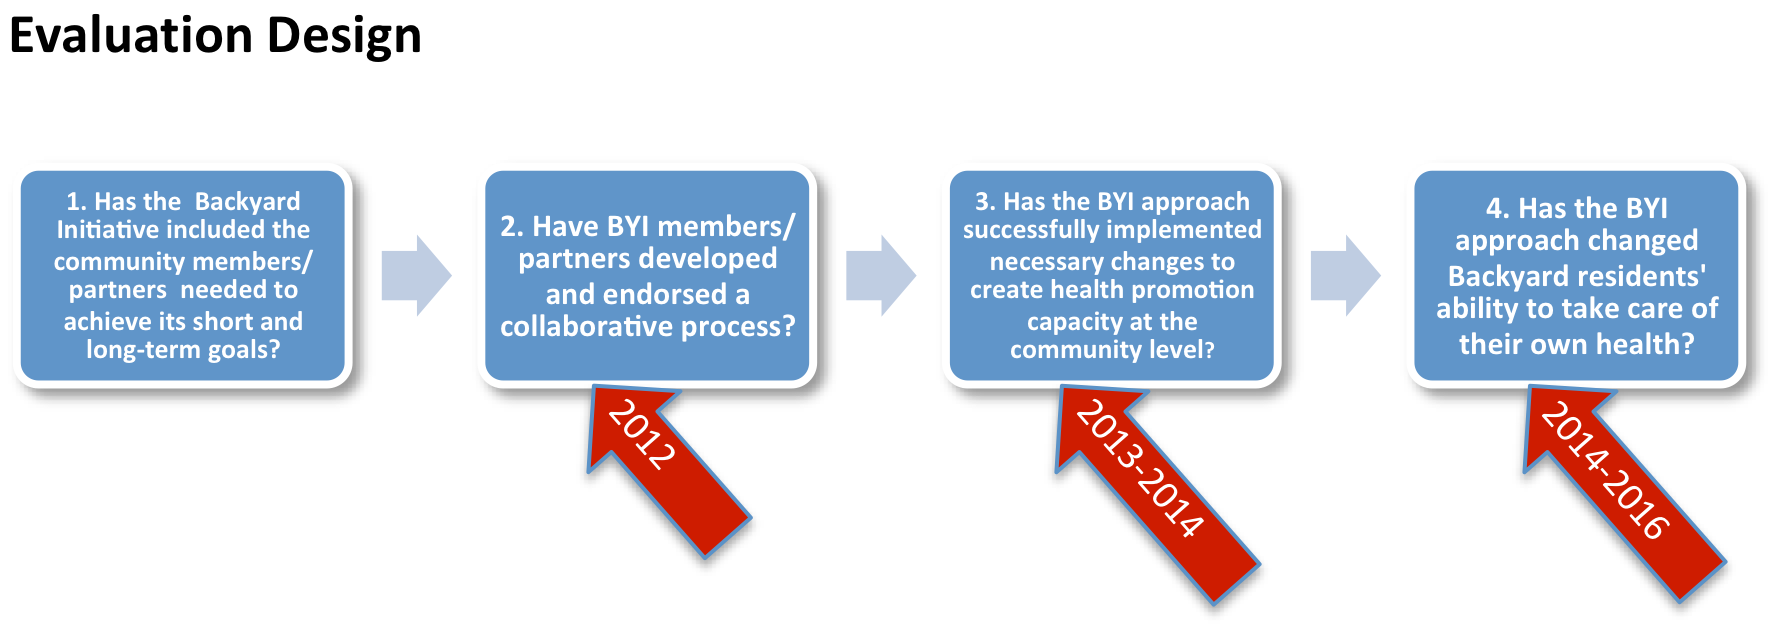 Evaluation Design
1. Has the Backyard
Initiative included the
community members/
partners needed to
achieve its short and
long-term goals?
2. Have BYI members/
partners developed
and endorsed a
collaborative process?
3. Has the BYI approach
successfully implemented
necessary changes to
create health promotion
capacity at the
community level?
4. Has the BYI
approach changed
Backyard residents'
ability to take care of
their own health?
2012
2013-2014
2014-2016